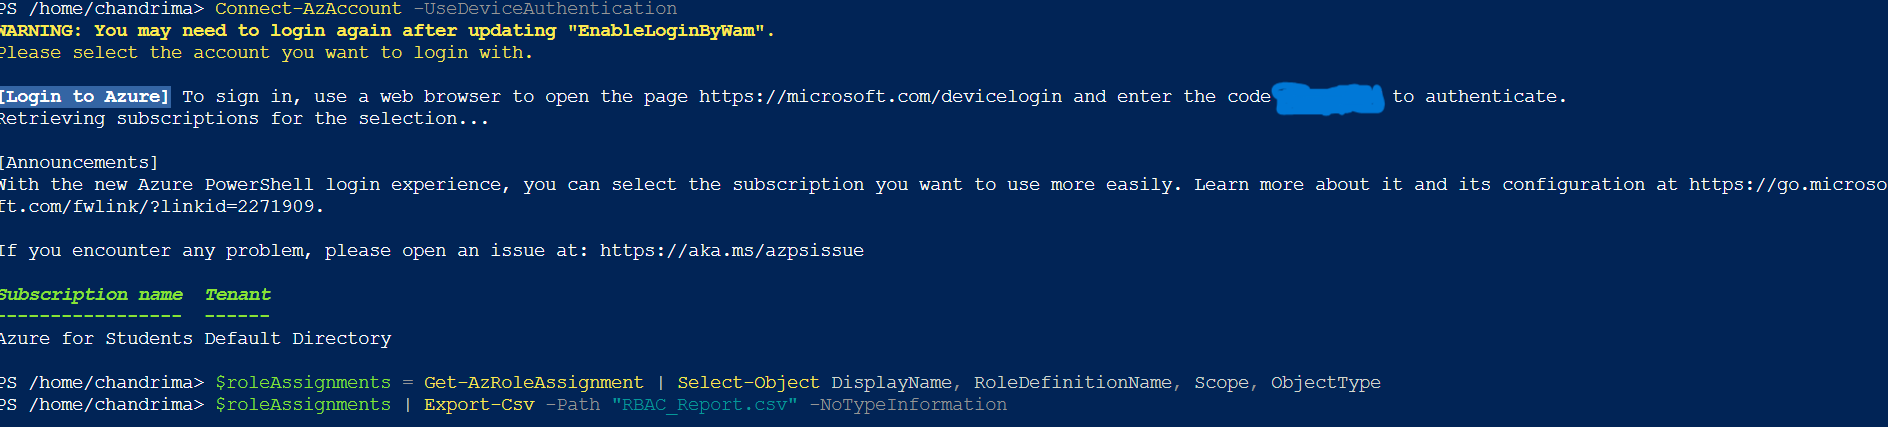 PS /home/chandrima> Connect-AzAccount -UseDeviceAuthentication
WARNING: You may need to login again after updating "EnableLoginByWam".
Please select the account you want to login with.
[Login to Azure] To sign in, use a web browser to open the page https://microsoft.com/devicelogin and enter the code to authenticate.
Retrieving subscriptions for the selection...
[Announcements]
With the new Azure PowerShell login experience, you can select the subscription you want to use more easily. Learn more about it and its configuration at https://go.microso
ft.com/fwlink/?linkid=2271909.
If you encounter any problem, please open an issue at: https://aka.ms/azpsissue
Subscription name  Tenant
-----------------  ------
Azure for Students Default Directory
PS /home/chandrima> $roleAssignments = Get-AzRoleAssignment | Select-Object DisplayName, RoleDefinitionName, Scope, ObjectType
PS /home/chandrima> $roleAssignments | Export-Csv -Path "RBAC_Report.csv" -NoTypeInformation